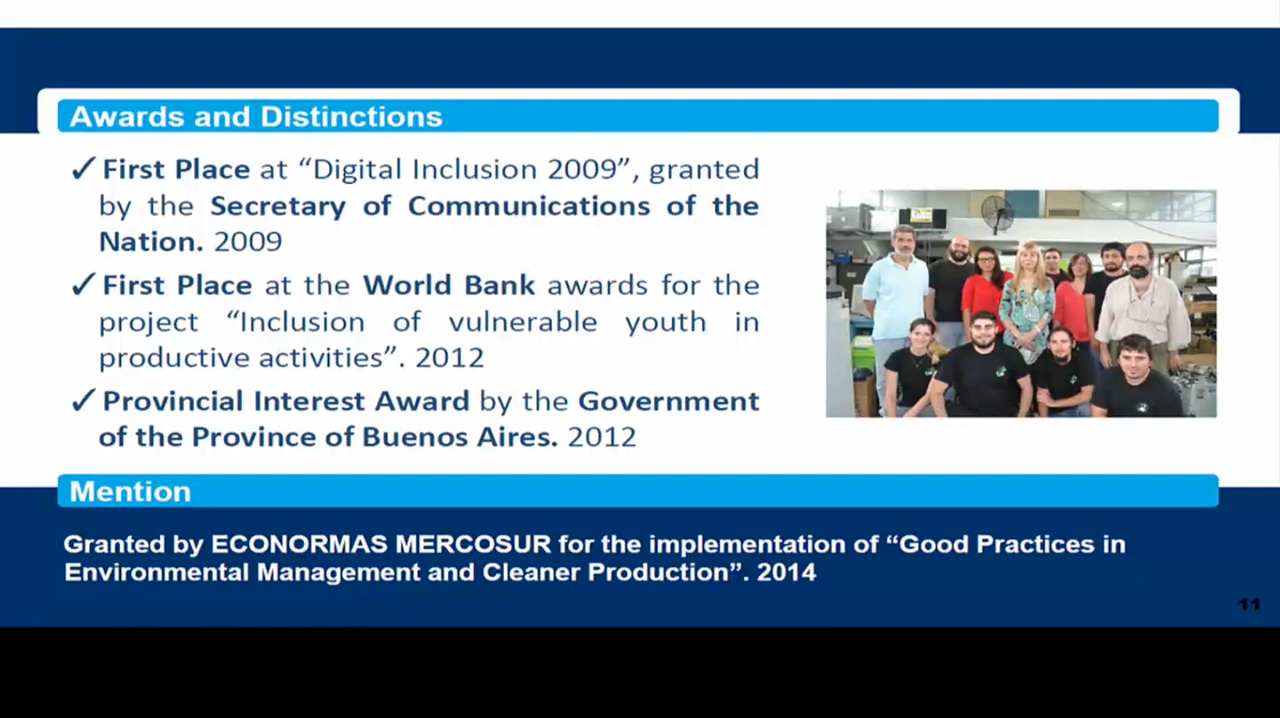 Awards and Distinctions
✓ First Place at “Digital Inclusion 2009”, granted
by the Secretary of Communications of the
Nation. 2009
✓ First Place at the World Bank awards for the
project “Inclusion of vulnerable youth in
productive activities”. 2012
✓ Provincial Interest Award by the Government
of the Province of Buenos Aires. 2012
Mention
Granted by ECONORMAS MERCOSUR for the implementation of “Good Practices in
Environmental Management and Cleaner Production”. 2014
11